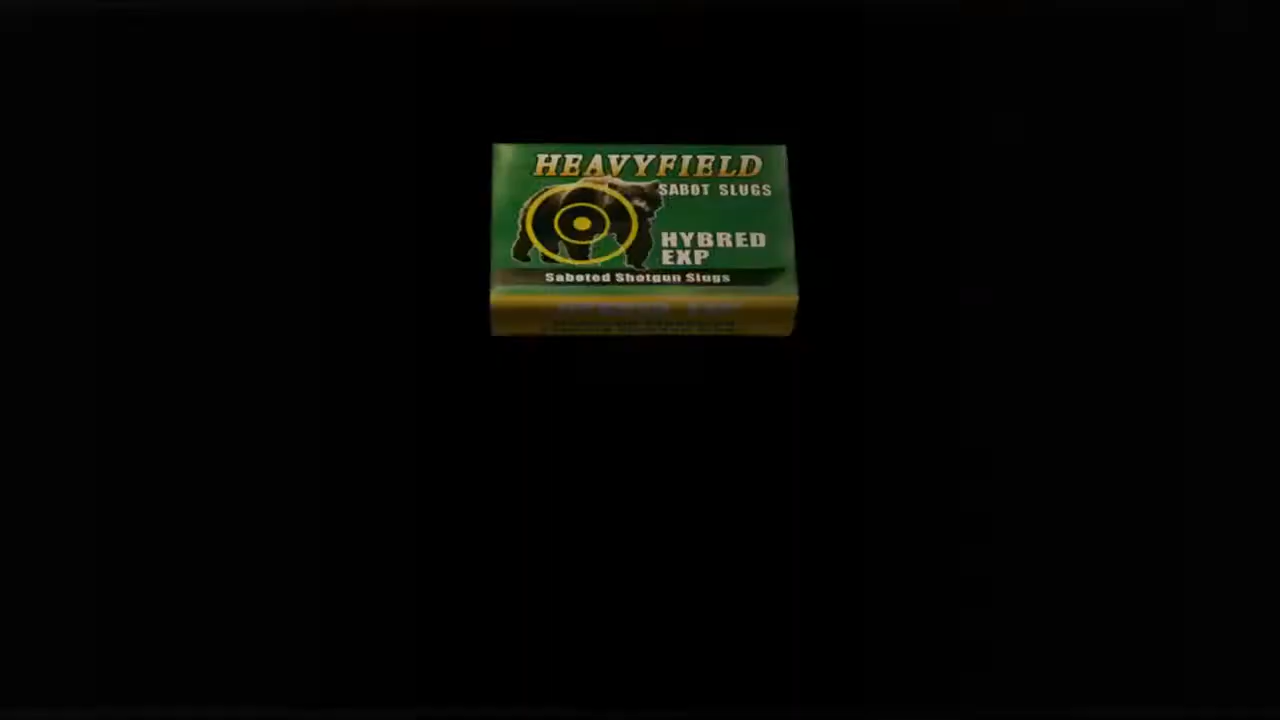 HEAVYFIELD
SABOT SLUGS
HYBRED
EXP
Saboted Shotgun Slugs